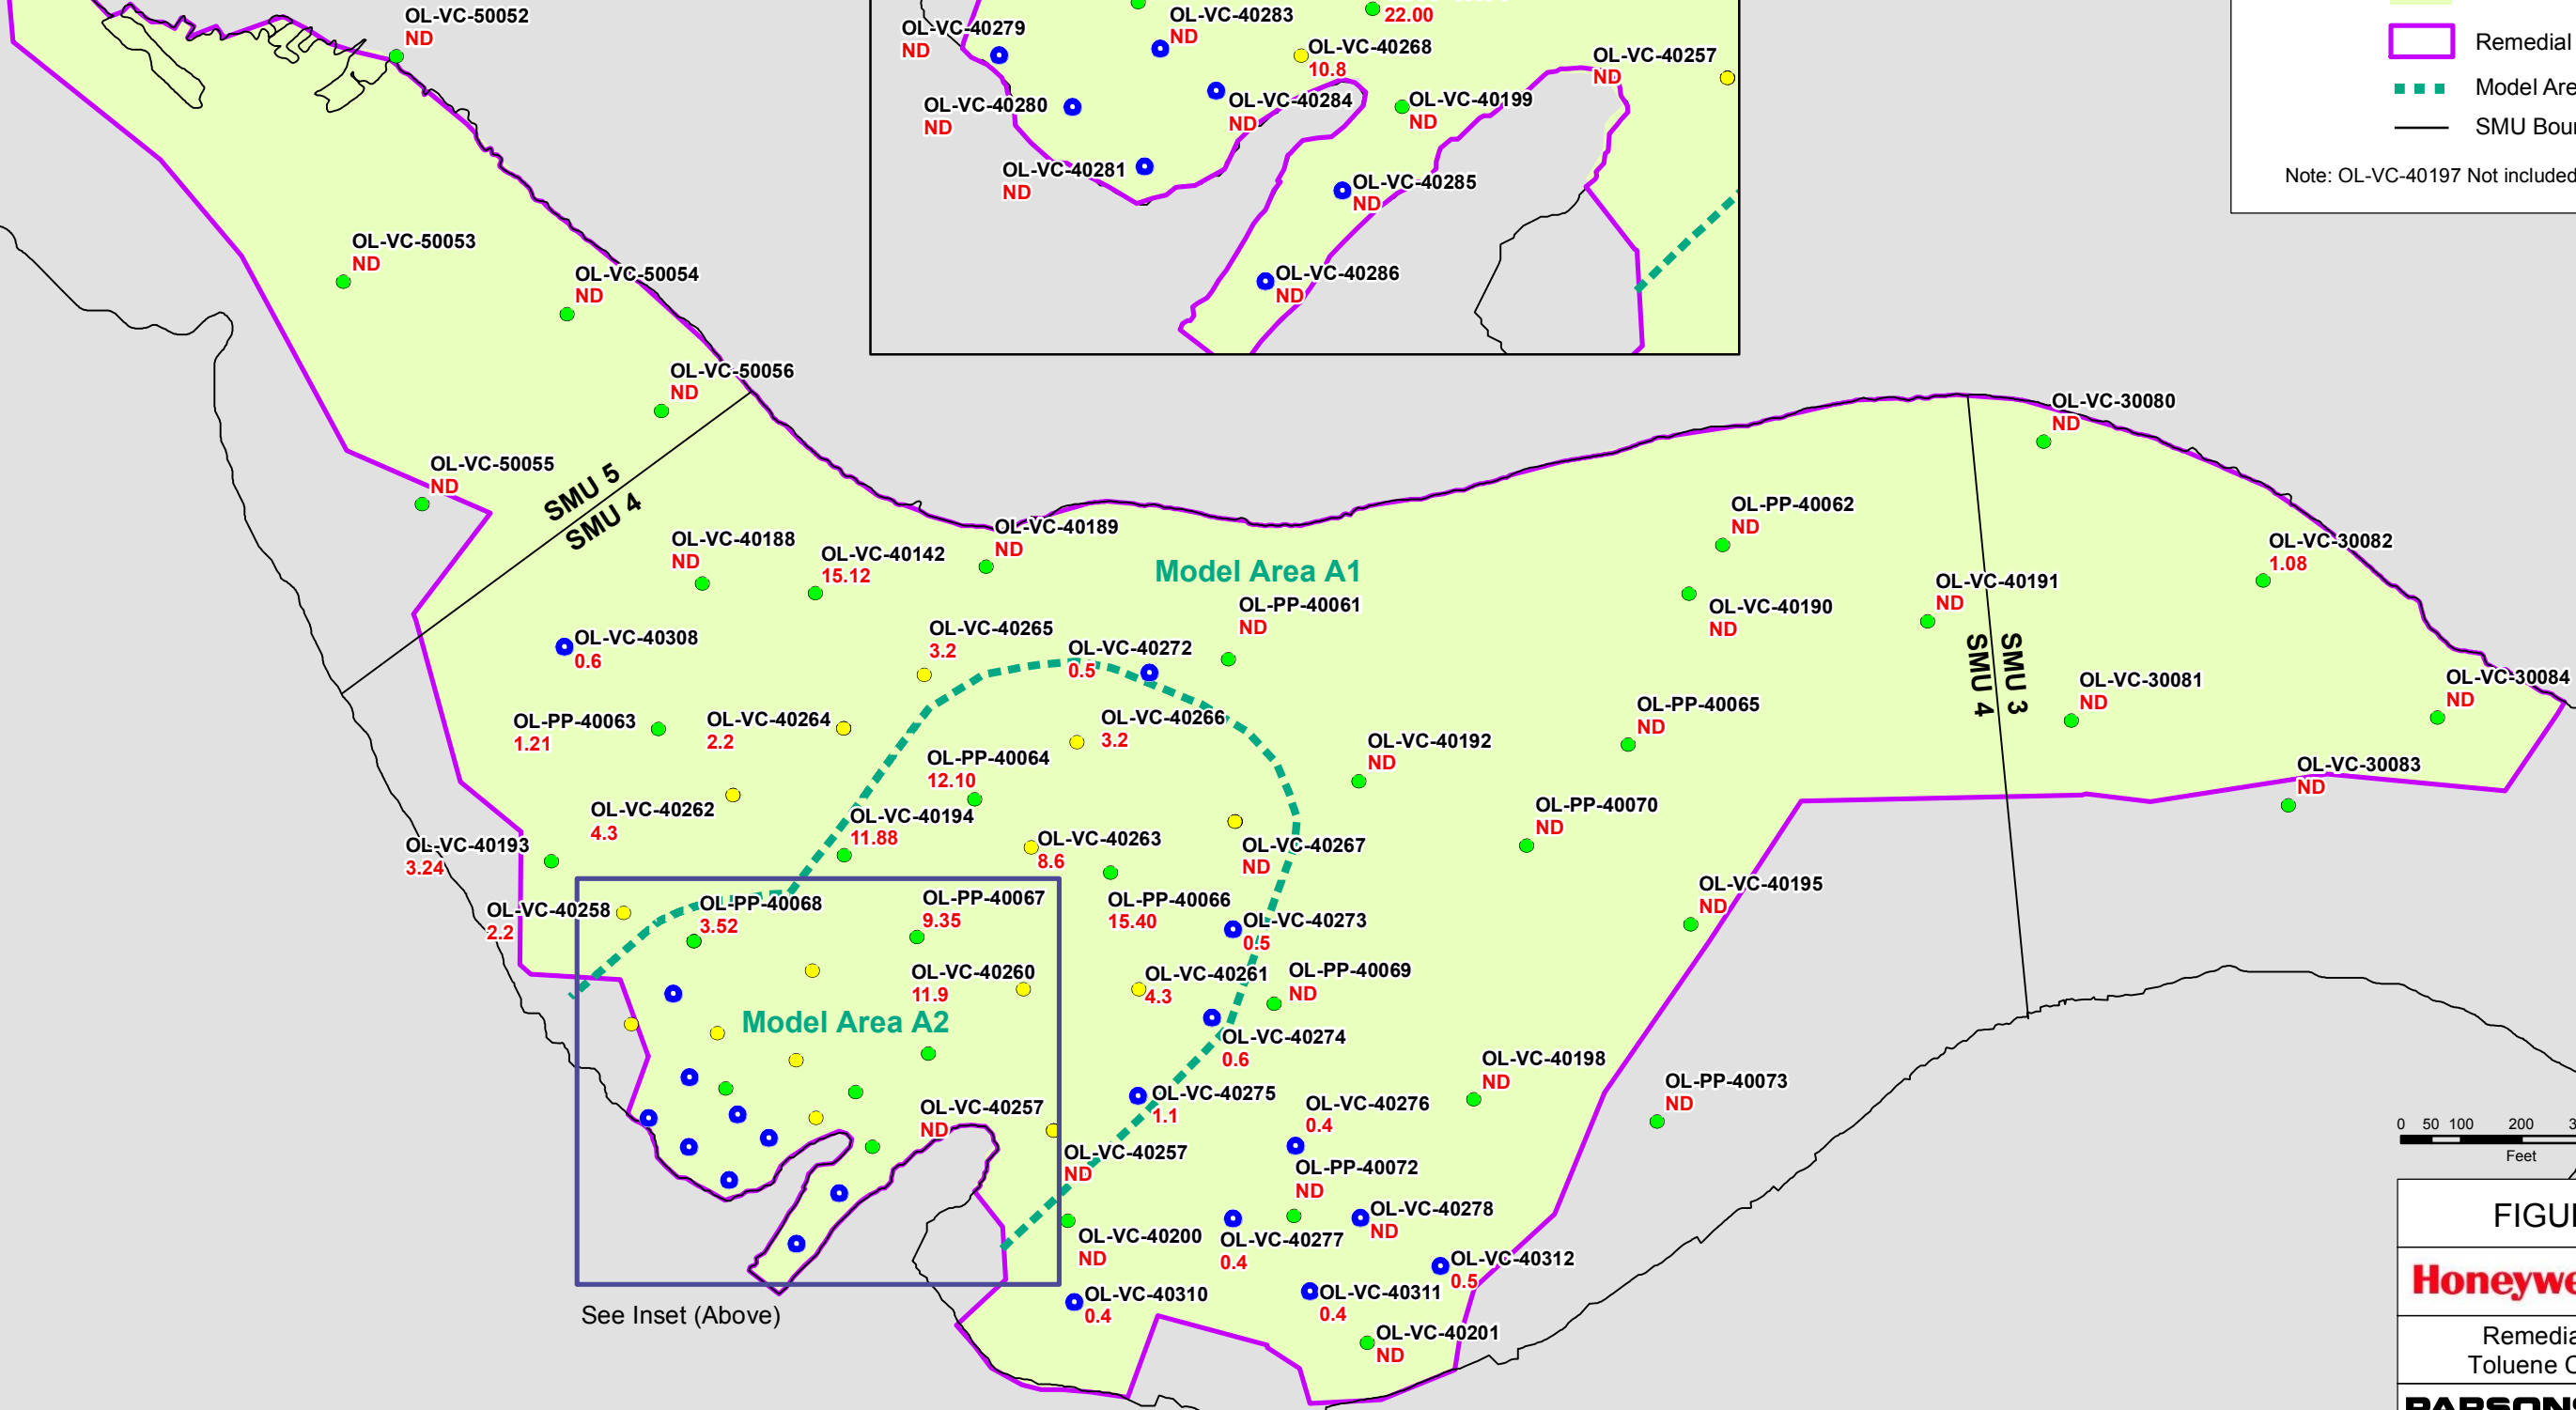 OL-VC-50052
ND
OL-VC-40279
ND
OL-VC-40283
ND
22.00
OL-VC-40268
10.8
OL-VC-40257
ND
OL-VC-40280
ND
OL-VC-40284
ND
OL-VC-40199
ND
OL-VC-40281
ND
OL-VC-40285
ND
OL-VC-40286
ND
Remedial
Model Are
SMU Bou
Note: OL-VC-40197 Not included
OL-VC-50053
ND
OL-VC-50054
ND
OL-VC-50056
ND
OL-VC-50055
ND
SMU 5
SMU 4
OL-VC-30080
ND
OL-VC-40188
ND
OL-VC-40142
15.12
OL-VC-40189
ND
Model Area A1
OL-PP-40061
ND
OL-PP-40062
ND
OL-VC-40190
ND
OL-VC-40191
ND
OL-VC-30082
1.08
SMU 3
SMU 4
OL-VC-40308
0.6
OL-VC-40265
3.2
OL-VC-40272
0.5
OL-PP-40063
1.21
OL-VC-40264
2.2
OL-VC-40266
3.2
OL-PP-40065
ND
OL-VC-30081
ND
OL-VC-30084
ND
OL-VC-40192
ND
OL-PP-40064
12.10
OL-VC-30083
ND
OL-VC-40262
4.3
OL-VC-40194
11.88
OL-PP-40070
ND
OL-VC-40193
3.24
OL-VC-40263
8.6
OL-VC-40267
ND
OL-VC-40258
2.2
OL-PP-40068
3.52
OL-PP-40067
9.35
OL-PP-40066
15.40
OL-VC-40273
0.5
OL-VC-40195
ND
OL-VC-40260
11.9
OL-VC-40261
4.3
OL-PP-40069
ND
Model Area A2
OL-VC-40274
0.6
OL-VC-40198
ND
OL-PP-40073
ND
OL-VC-40275
1.1
OL-VC-40276
0.4
OL-VC-40257
ND
OL-VC-40257
ND
OL-PP-40072
ND
OL-VC-40278
ND
OL-VC-40200
ND
OL-VC-40277
0.4
OL-VC-40312
0.5
OL-VC-40310
0.4
OL-VC-40311
0.4
OL-VC-40201
ND
See Inset (Above)
0 50 100 200 3
Feet
FIGU
Honeywe
Remedia
Toluene C
PARSONS